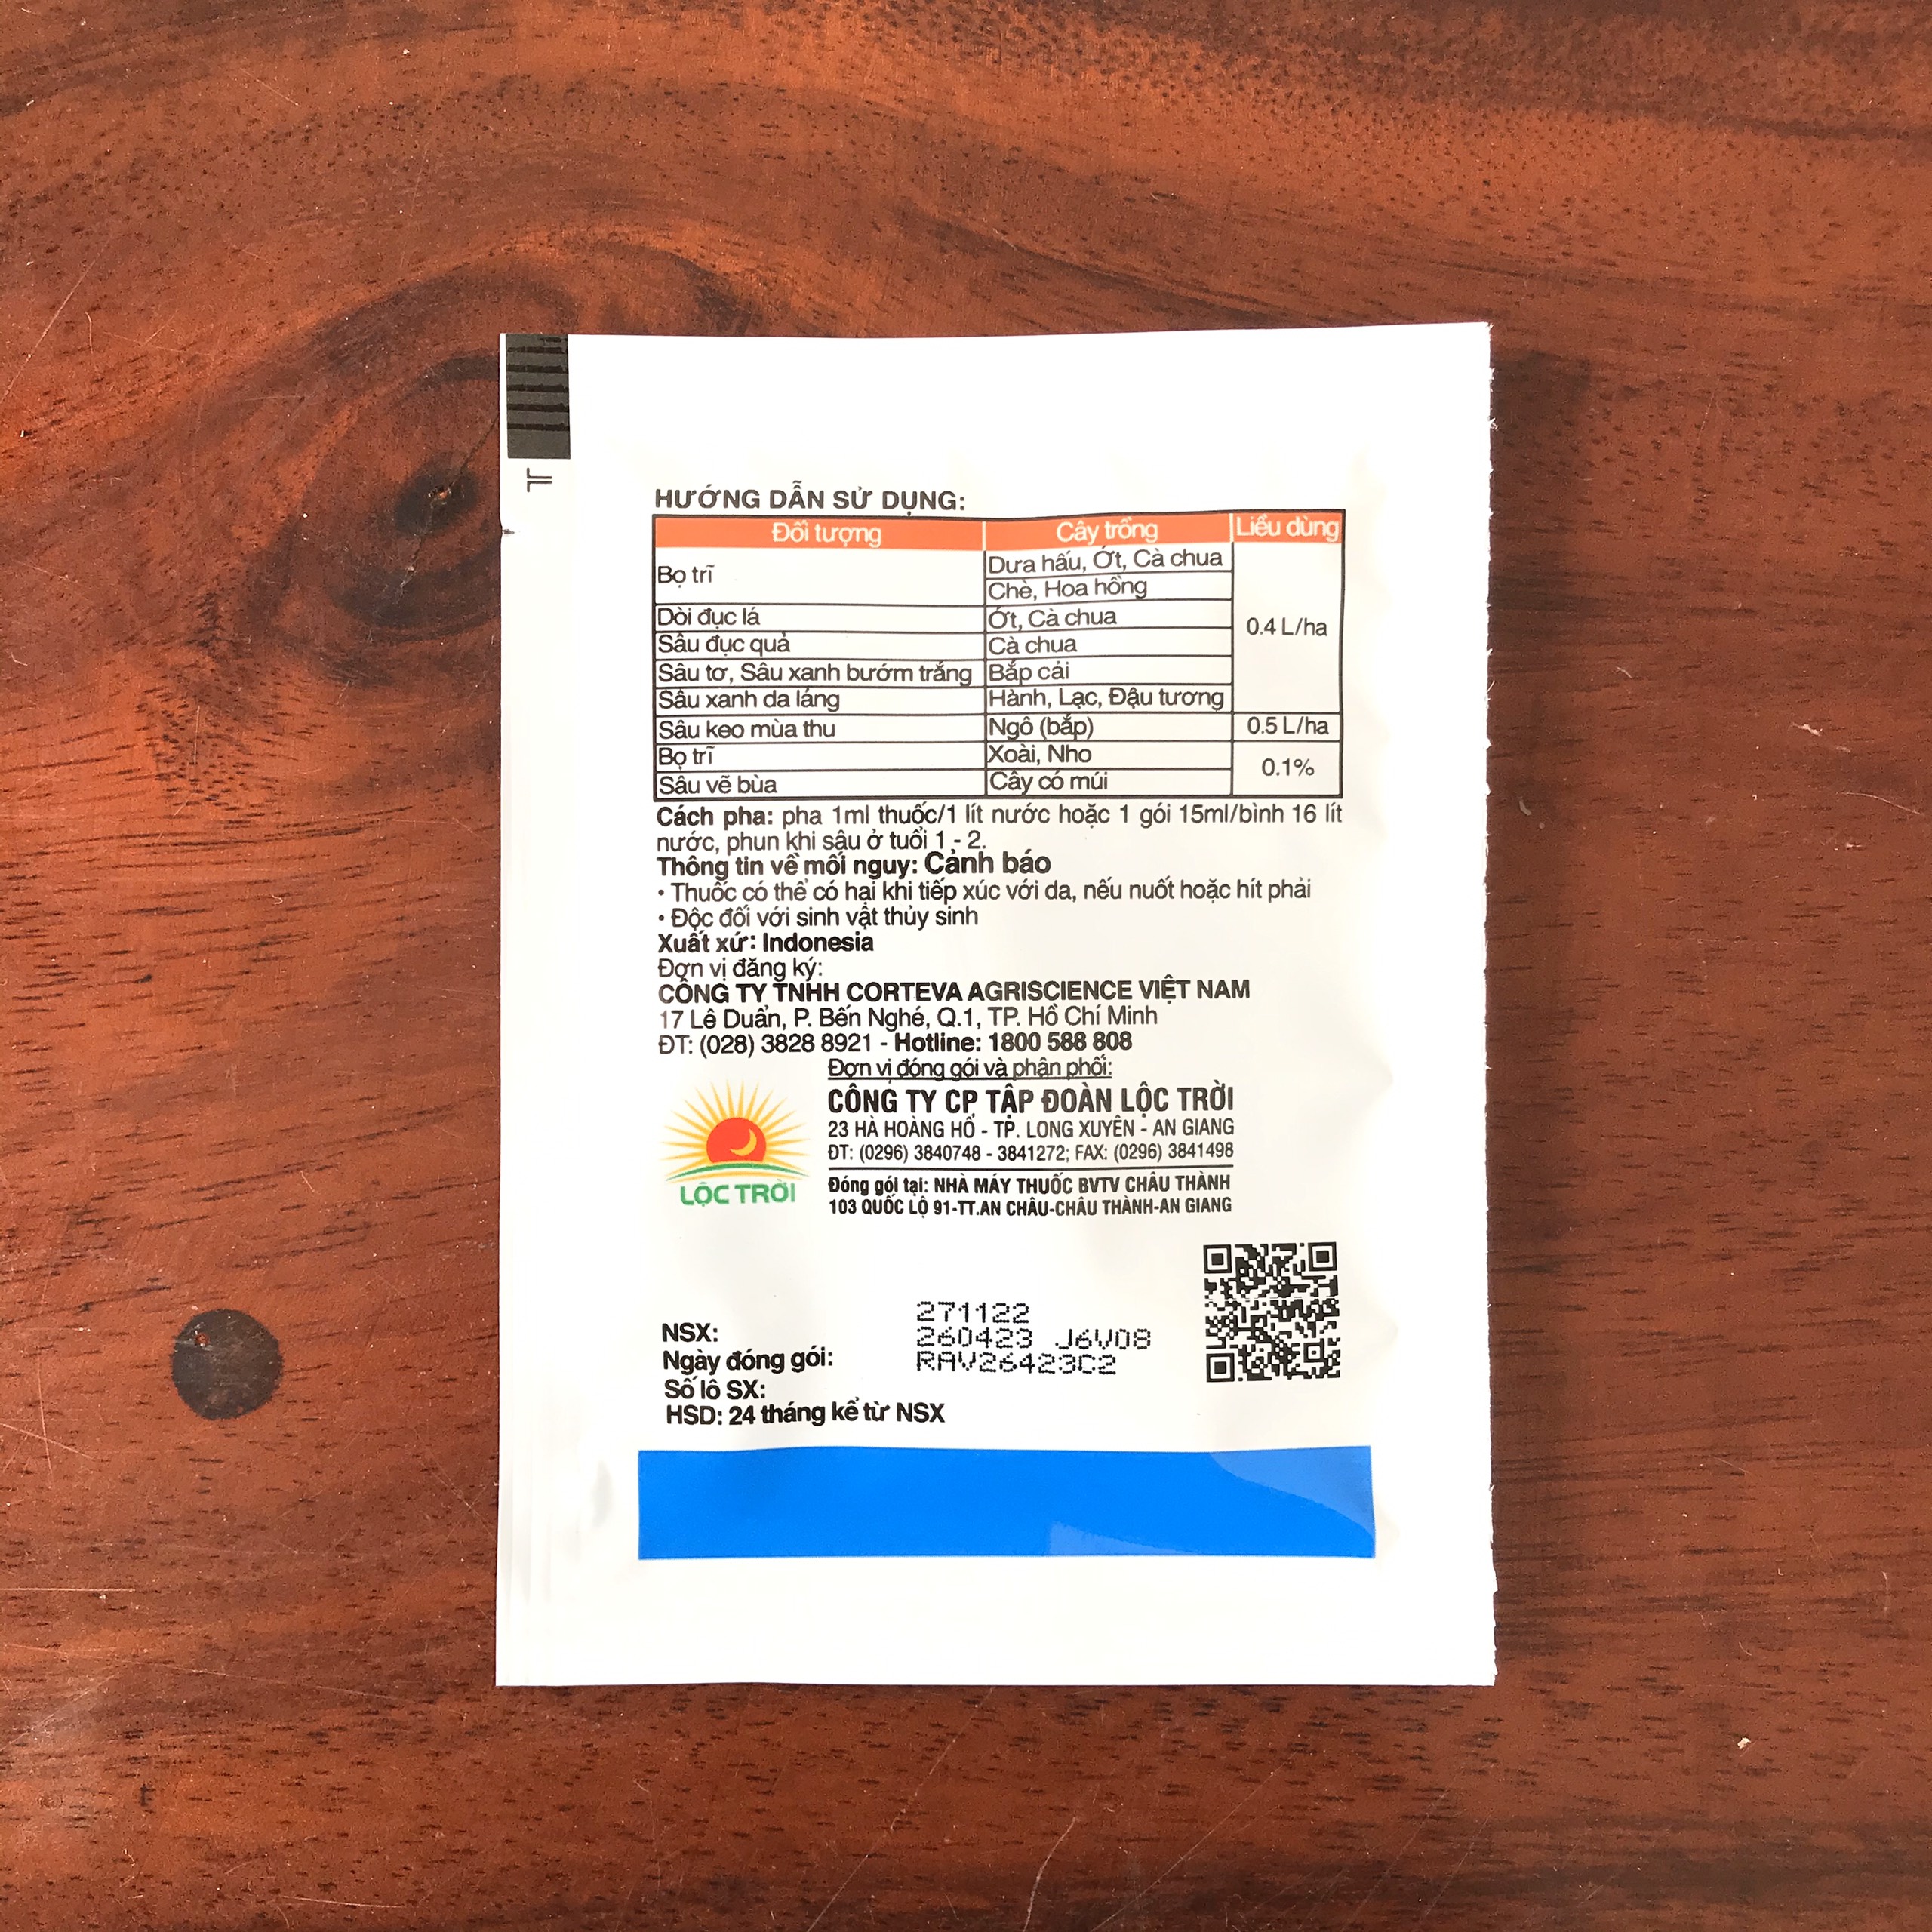 HƯỚNG DẪN SỬ DỤNG:
Đối tượng Cây trồng Liều dùng
Bọ trĩ Dưa hấu, Ớt, Cà chua
Chè, Hoa hồng
Dòi đục lá Ớt, Cà chua 0.4 L/ha
Sâu đục quả Cà chua
Sâu tơ, Sâu xanh bướm trắng Bắp cải
Sâu xanh da láng Hành, Lạc, Đậu tương
Sâu keo mùa thu Ngô (bắp) 0.5 L/ha
Bọ trĩ Xoài, Nho 0.1%
Sâu vẽ bùa Cây có múi
Cách pha: pha 1ml thuốc/1 lít nước hoặc 1 gói 15ml/bình 16 lít
nước, phun khi sâu ở tuổi 1 - 2.
Thông tin về mối nguy: Cảnh báo
• Thuốc có thể có hại khi tiếp xúc với da, nếu nuốt hoặc hít phải
• Độc đối với sinh vật thủy sinh
Xuất xứ: Indonesia
Đơn vị đăng ký:
CÔNG TY TNHH CORTEVA AGRISCIENCE VIỆT NAM
17 Lê Duẩn, P. Bến Nghé, Q.1, TP. Hồ Chí Minh
ĐT: (028) 3828 8921 - Hotline: 1800 588 808
Đơn vị đóng gói và phân phối:
CÔNG TY CP TẬP ĐOÀN LỘC TRỜI
23 HÀ HOÀNG HỔ - TP. LONG XUYÊN - AN GIANG
ĐT: (0296) 3840748 - 3841272; FAX: (0296) 3841498
LỘC TRỜI
Đóng gói tại: NHÀ MÁY THUỐC BVTV CHÂU THÀNH
103 QUỐC LỘ 91-TT.AN CHÂU-CHÂU THÀNH-AN GIANG
NSX: 271122
Ngày đóng gói: 260423 J6V08
Số lô SX: RAV26423C2
HSD: 24 tháng kể từ NSX